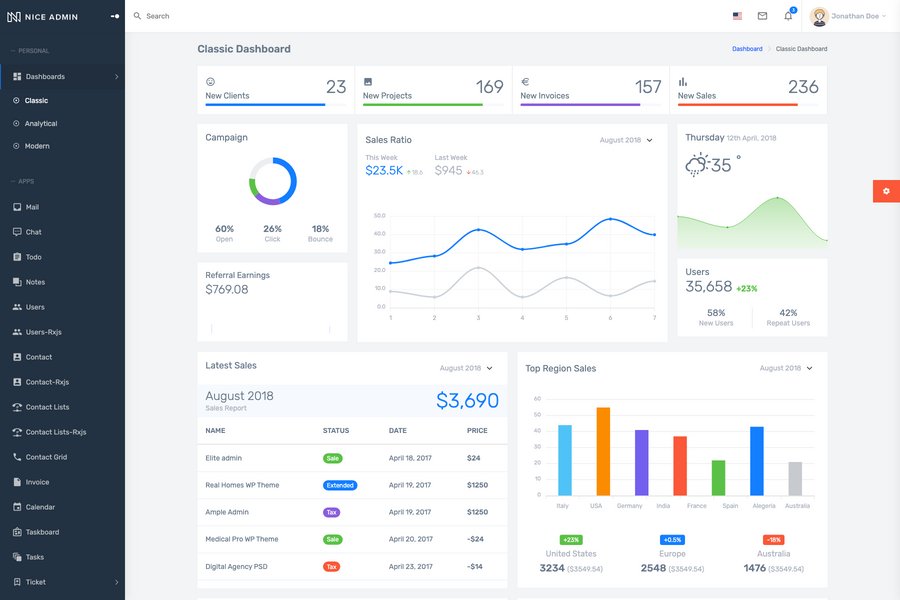 NICE ADMIN
Search
3
Jonathan Doe
PERSONAL
Dashboards
Classic
Analytical
Modern
APPS
Mail
Chat
Todo
Notes
Users
Users-Rxjs
Contact
Contact-Rxjs
Contact Lists
Contact Lists-Rxjs
Contact Grid
Invoice
Calendar
Taskboard
Tasks
Ticket
Classic Dashboard
Dashboard
Classic Dashboard
New Clients 23
New Projects 169
New Invoices 157
New Sales 236
Campaign
60% 26% 18%
Open Click Bounce
Referral Earnings
$769.08
Sales Ratio August 2018
This Week Last Week
$23.5K 18.6 $945 46.3
50.0
40.0
30.0
20.0
10.0
0.0
1 2 3 4 5 6 7
Thursday 12th April, 2018
35°
Users
35,658 +23%
58% 42%
New Users Repeat Users
Latest Sales August 2018
August 2018 $3,690
Sales Report
NAME STATUS DATE PRICE
Elite admin Sale April 18, 2017 $24
Real Homes WP Theme Extended April 19, 2017 $1250
Ample Admin Tax April 19, 2017 $1250
Medical Pro WP Theme Sale April 20, 2017 -$24
Digital Agency PSD Tax April 23, 2017 -$14
Top Region Sales August 2018
60
50
40
30
20
10
0
Italy USA Germany India France Spain Alegeria Australia
+23% +0.5% -18%
United States Europe Australia
3234 ($3549.54) 2548 ($3549.54) 1476 ($3549.54)